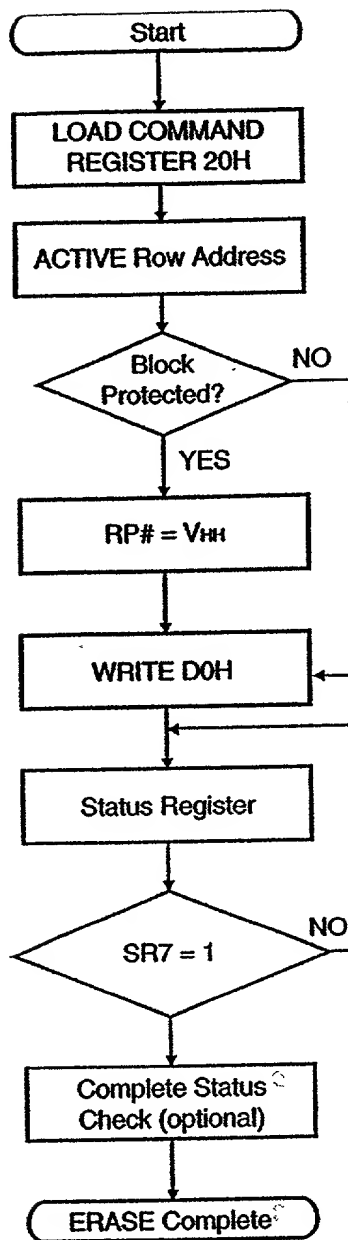 Start
LOAD COMMAND
REGISTER 20H
ACTIVE Row Address
Block
Protected?
NO
YES
RP# = VHH
WRITE D0H
Status Register
SR7 = 1
NO
Complete Status
Check (optional)
ERASE Complete